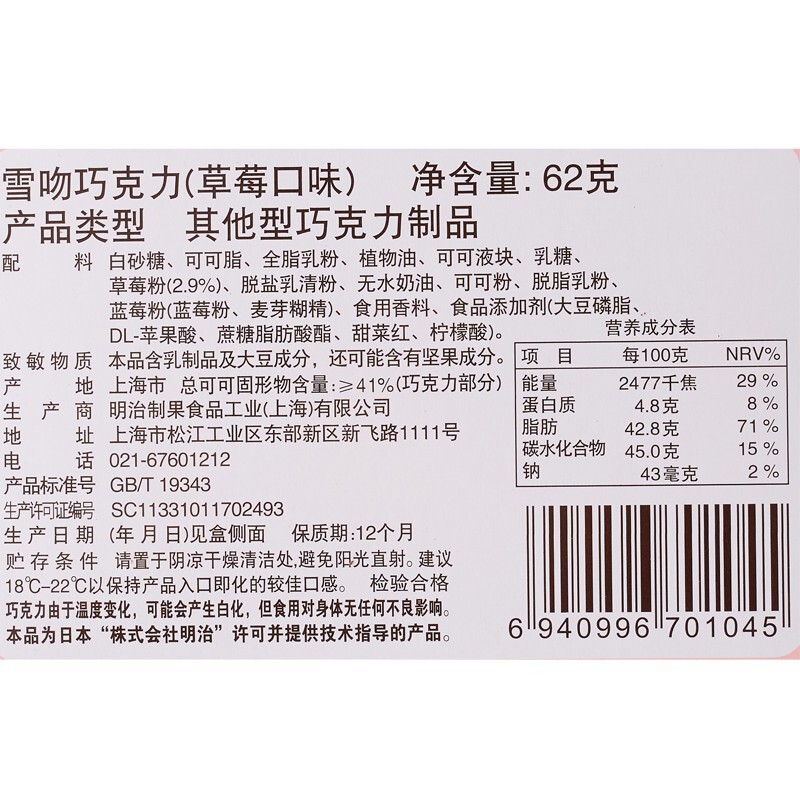 雪吻巧克力(草莓口味) 净含量: 62克
产品类型 其他型巧克力制品
配料 白砂糖、可可脂、全脂乳粉、植物油、可可液块、乳糖、
草莓粉(2.9%)、脱盐乳清粉、无水奶油、可可粉、脱脂乳粉、
蓝莓粉(蓝莓粉、麦芽糊精)、食用香料、食品添加剂(大豆磷脂、
DL-苹果酸、蔗糖脂肪酸酯、甜菜红、柠檬酸)。
致敏物质 本品含乳制品及大豆成分，还可能含有坚果成分。
产地 上海市 总可可固形物含量:≥41%(巧克力部分)
生产商 明治制果食品工业(上海)有限公司
地址 上海市松江工业区东部新区新飞路1111号
电话 021-67601212
产品标准号 GB/T 19343
生产许可证编号 SC11331011702493
生产日期 (年 月 日)见盒侧面 保质期:12个月
贮存条件 请置于阴凉干燥清洁处,避免阳光直射。建议
18℃-22℃以保持产品入口即化的较佳口感。 检验合格
巧克力由于温度变化，可能会产生白化，但食用对身体无任何不良影响。
本品为日本“株式会社明治”许可并提供技术指导的产品。
营养成分表
项目 每100克 NRV%
能量 2477千焦 29 %
蛋白质 4.8克 8 %
脂肪 42.8克 71 %
碳水化合物 45.0克 15 %
钠 43毫克 2 %
6 940996 701045